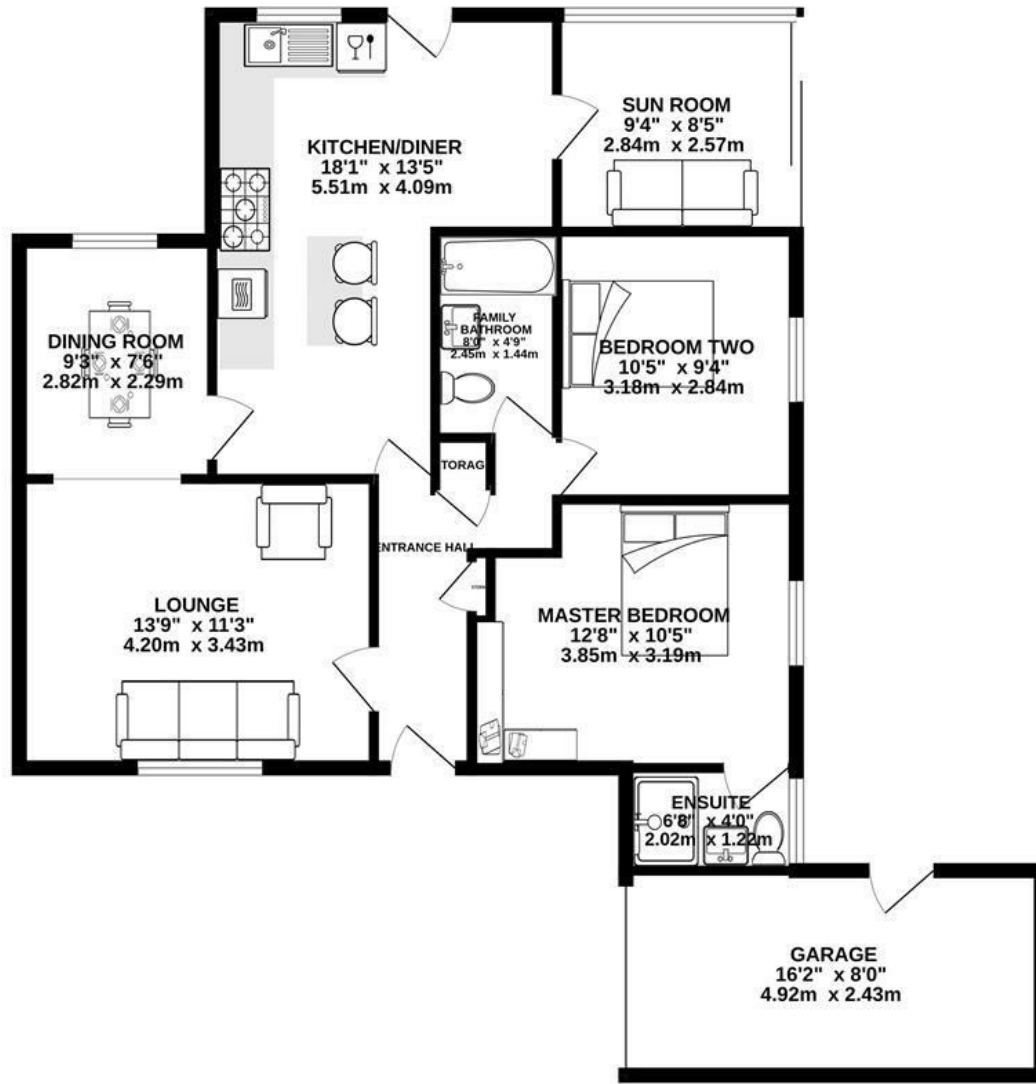 SUN ROOM
9'4" x 8'5"
2.84m x 2.57m
KITCHEN/DINER
18'1" x 13'5"
5.51m x 4.09m
DINING ROOM
9'3" x 7'6"
2.82m x 2.29m
FAMILY
BATHROOM
8'0" x 4'9"
2.45m x 1.44m
BEDROOM TWO
10'5" x 9'4"
3.18m x 2.84m
TORAG
ENTRANCE HALL
LOUNGE
13'9" x 11'3"
4.20m x 3.43m
MASTER BEDROOM
12'8" x 10'5"
3.85m x 3.19m
ENSUITE
6'8" x 4'0"
2.02m x 1.22m
GARAGE
16'2" x 8'0"
4.92m x 2.43m